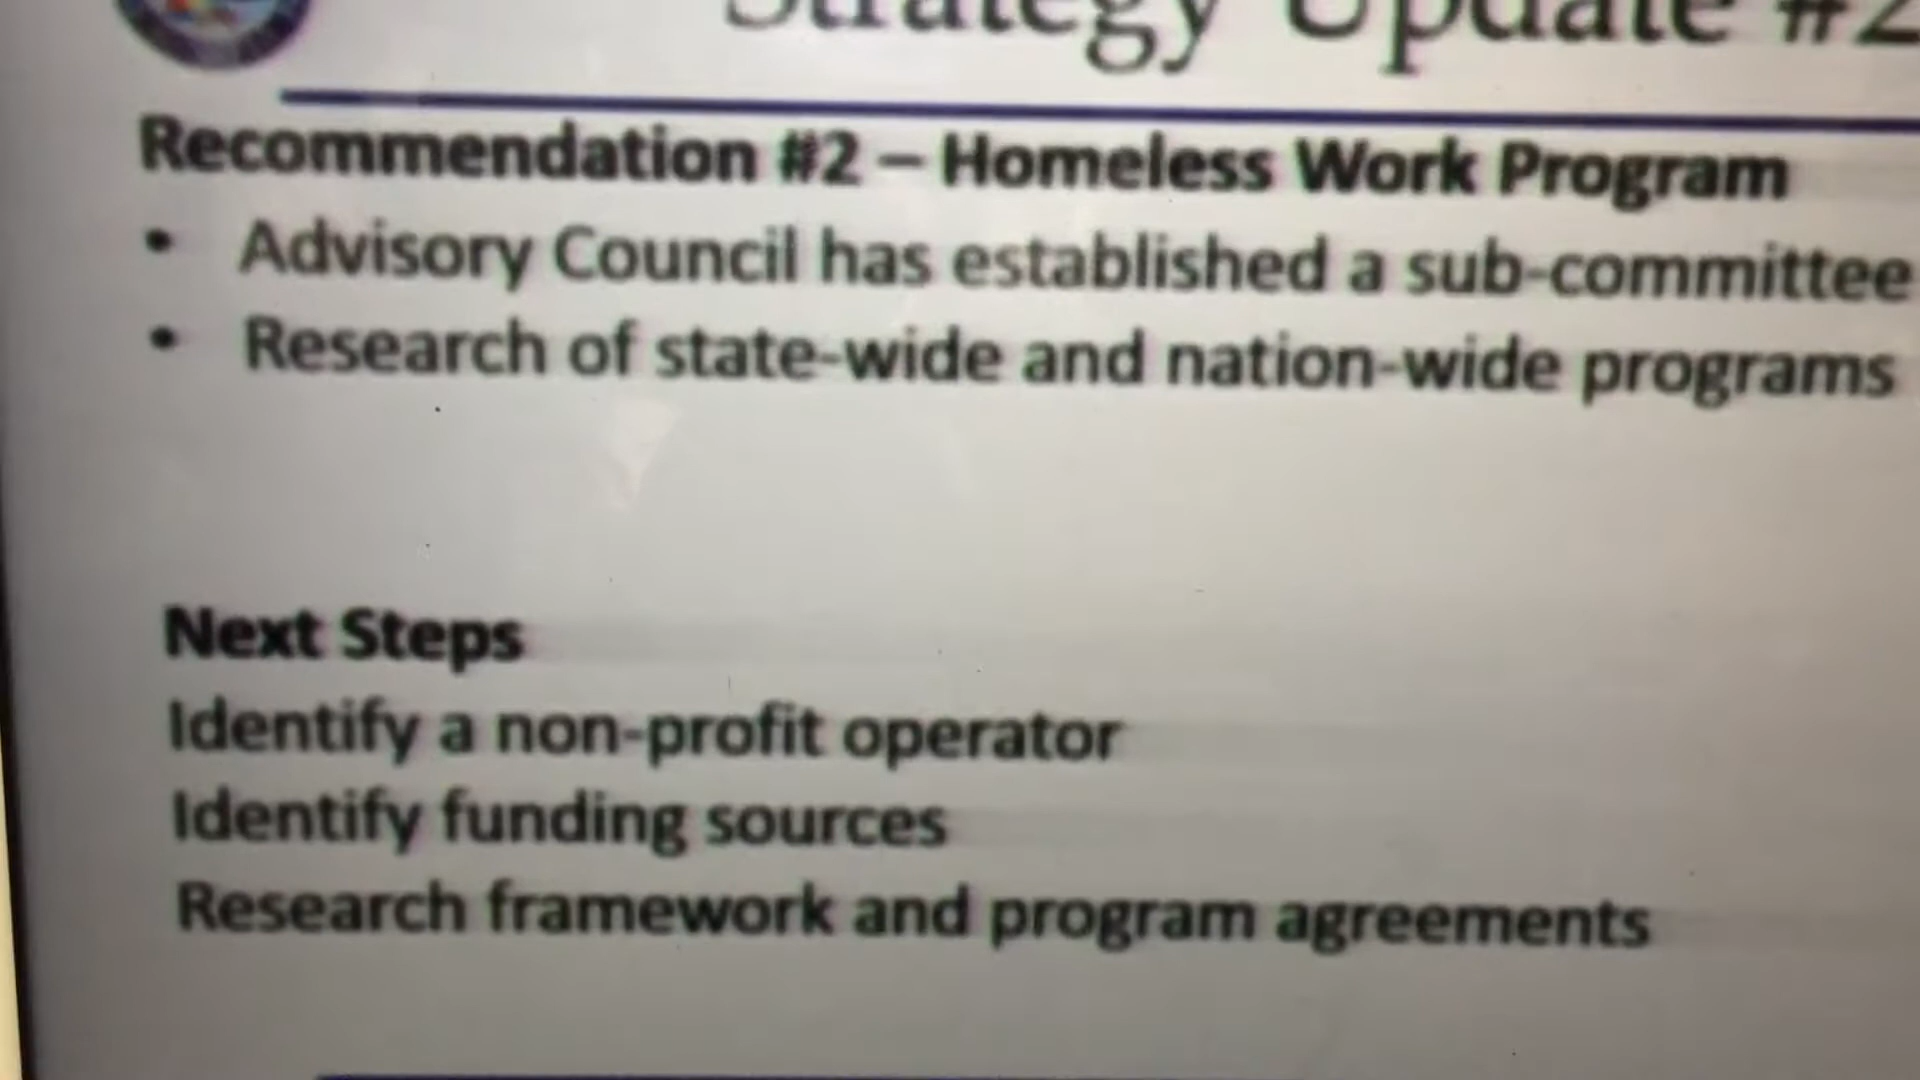 Strategy Update #2
Recommendation #2 – Homeless Work Program
• Advisory Council has established a sub-committee
• Research of state-wide and nation-wide programs
Next Steps
Identify a non-profit operator
Identify funding sources
Research framework and program agreements